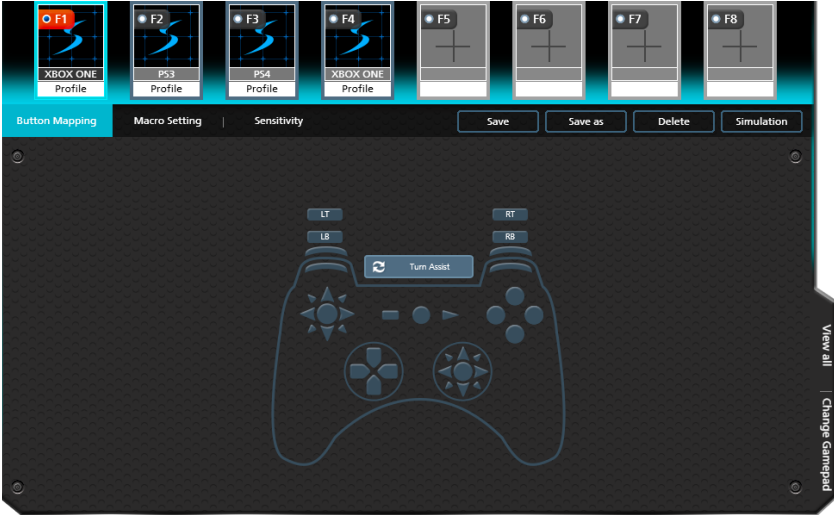 F1 F2 F3 F4 F5 F6 F7 F8
XBOX ONE PS3 PS4 XBOX ONE
Profile Profile Profile Profile
Button Mapping Macro Setting | Sensitivity Save Save as Delete Simulation
LT RT
LB RB
Turn Assist
View all
Change Gamepad